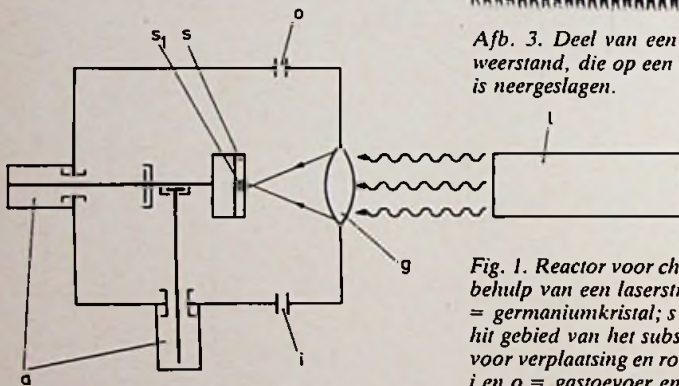 s₁ s o
Afb. 3. Deel van een
weerstand, die op een
is neergeslagen.
l
g
i
a
Fig. 1. Reactor voor ch
behulp van een laserstr
= germaniumkristal; s
hit gebied van het subs
voor verplaatsing en ro
i en o = gastoevoer en